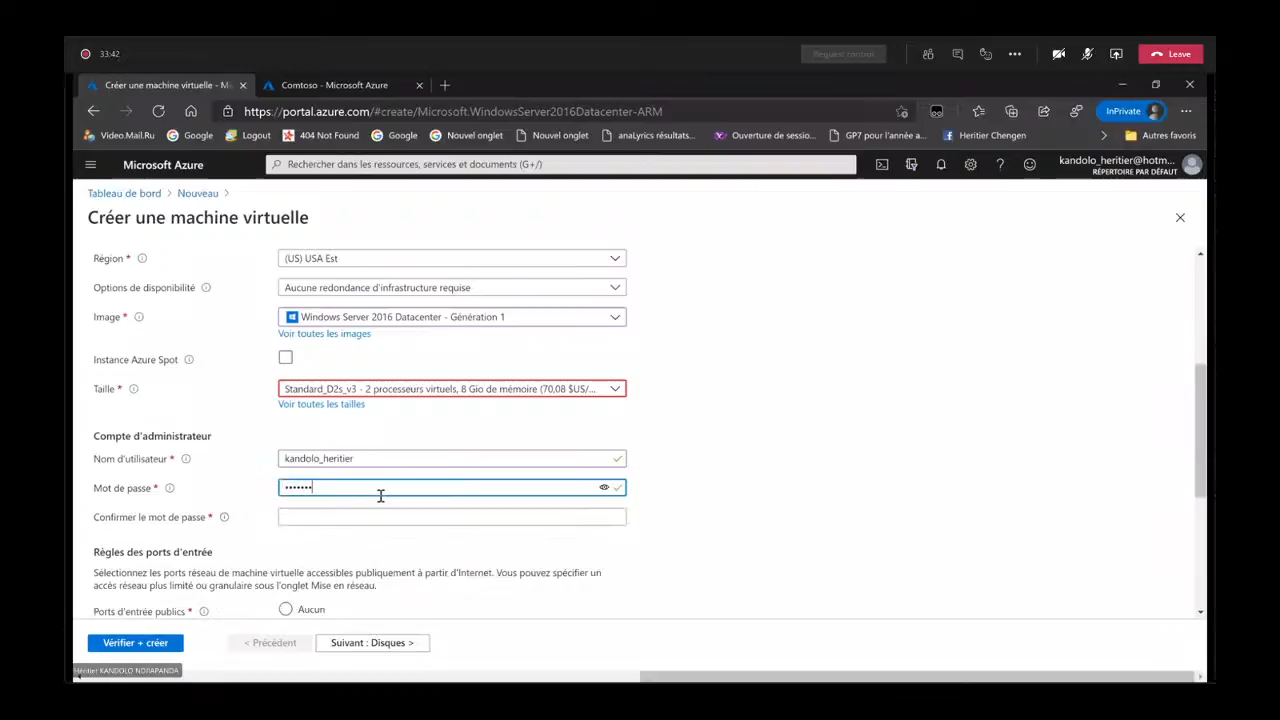 33:42
Request control
Leave
Créer une machine virtuelle - Mi
Comtoso - Microsoft Azure
https://portal.azure.com/#create/Microsoft.WindowsServer2016Datacenter-ARM
InPrivate
Video.Mail.Ru
Google
Logout
404 Not Found
Google
Nouvel onglet
Nouvel onglet
anaLyrics résultats...
Ouverture de sessio...
GP7 pour l'année a...
Heritier Chengen
Autres favoris
Microsoft Azure
Rechercher dans les ressources, services et documents (G+/)
kandolo_heritier@hotm...
RÉPERTOIRE PAR DÉFAUT
Tableau de bord > Nouveau >
Créer une machine virtuelle
Région *
(US) USA Est
Options de disponibilité
Aucune redondance d'infrastructure requise
Image *
Windows Server 2016 Datacenter - Génération 1
Voir toutes les images
Instance Azure Spot
Taille *
Standard_D2s_v3 - 2 processeurs virtuels, 8 Gio de mémoire (70,08 $US/...
Voir toutes les tailles
Compte d'administrateur
Nom d'utilisateur *
kandolo_heritier
Mot de passe *
•••••••
Confirmer le mot de passe *
Règles des ports d'entrée
Sélectionnez les ports réseau de machine virtuelle accessibles publiquement à partir d'Internet. Vous pouvez spécifier un
accès réseau plus limité ou granulaire sous l'onglet Mise en réseau.
Ports d'entrée publics *
Aucun
Vérifier + créer
< Précédent
Suivant : Disques >
Héritier KANDOLO